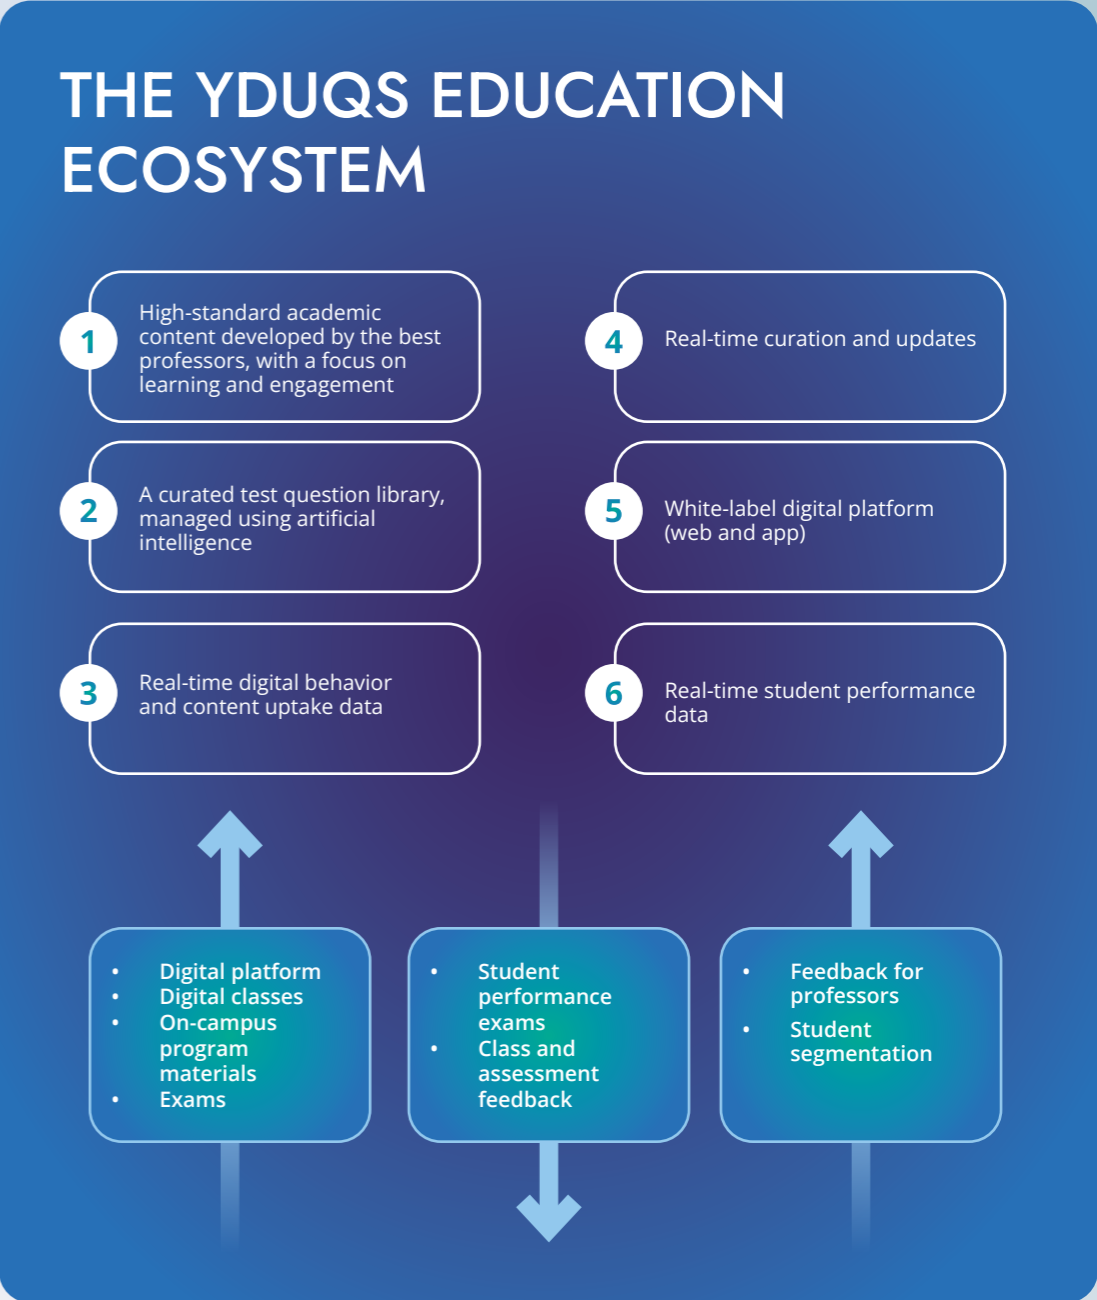 THE YDUQS EDUCATION
ECOSYSTEM
1
High-standard academic
content developed by the best
professors, with a focus on
learning and engagement
2
A curated test question library,
managed using artificial
intelligence
3
Real-time digital behavior
and content uptake data
4
Real-time curation and updates
5
White-label digital platform
(web and app)
6
Real-time student performance
data
• Digital platform
• Digital classes
• On-campus
program
materials
• Exams
• Student
performance
exams
• Class and
assessment
feedback
• Feedback for
professors
• Student
segmentation